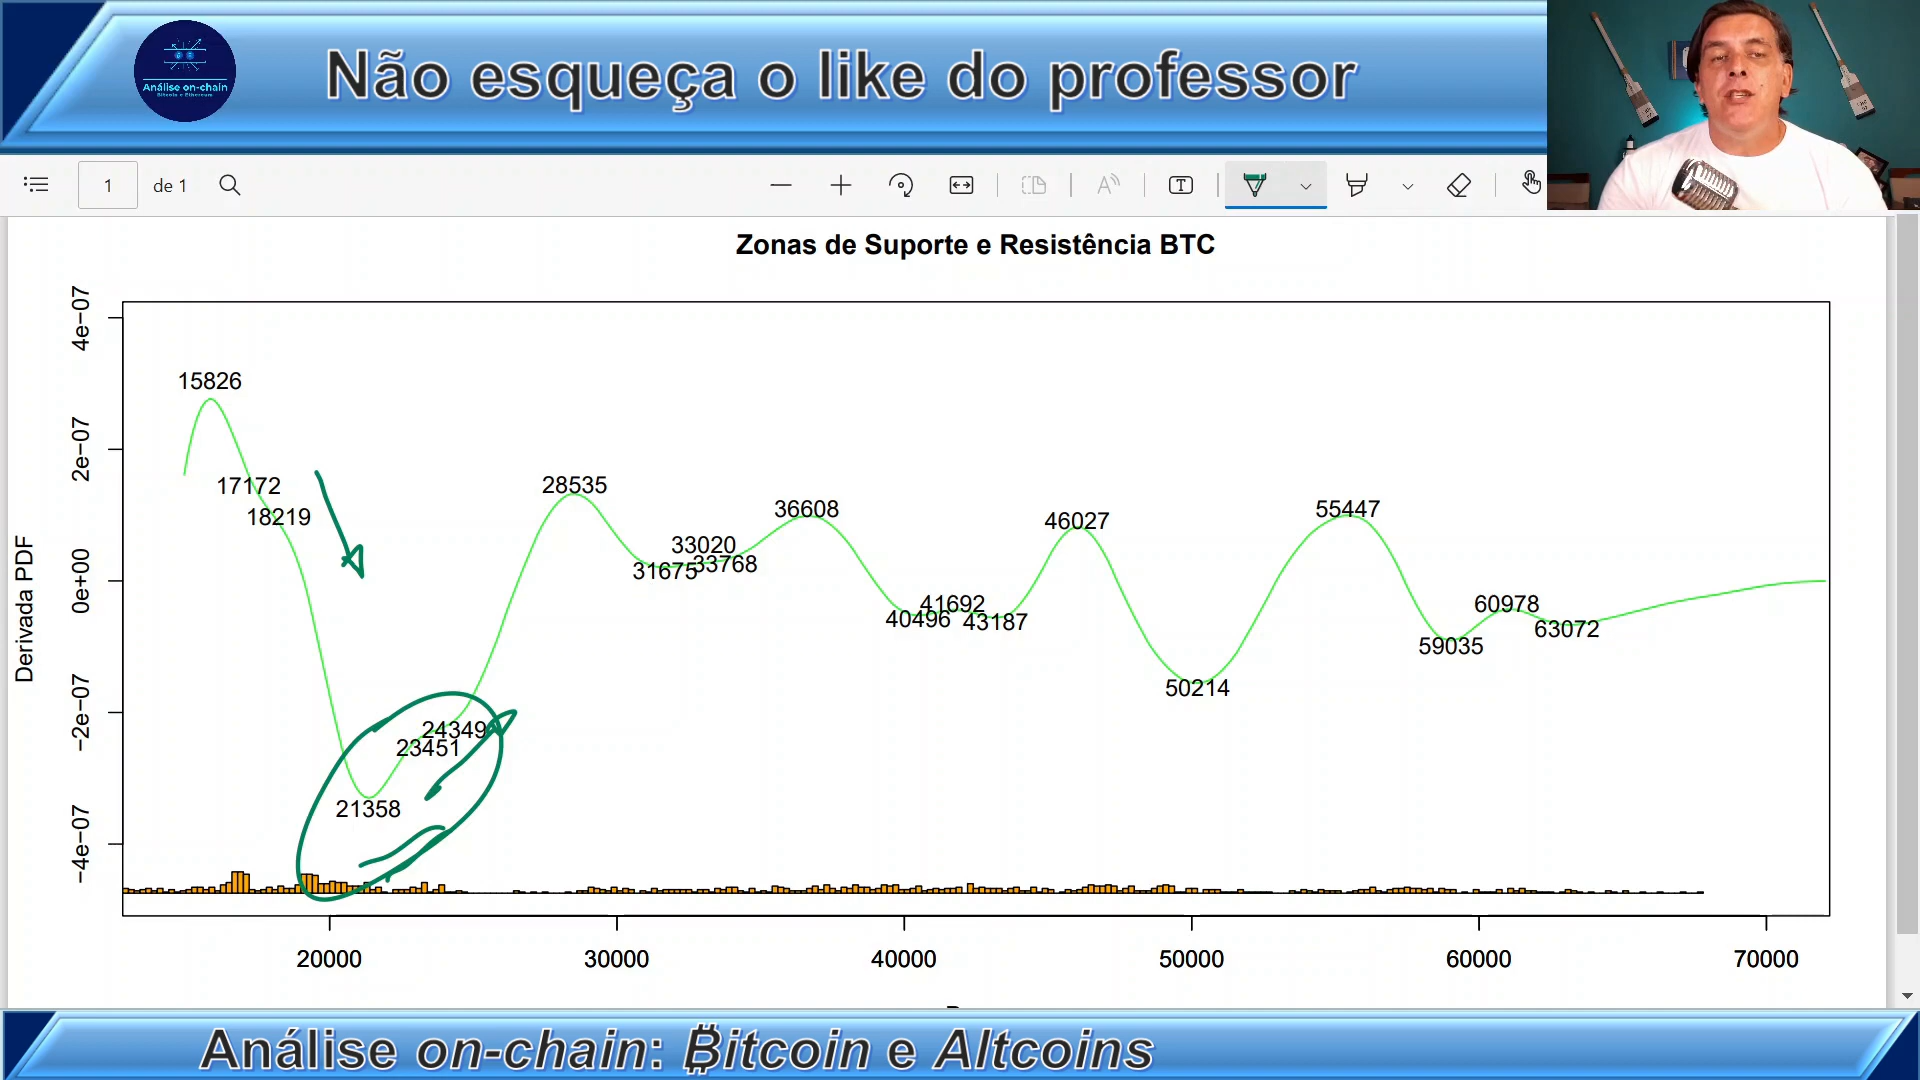 Análise on-chain
Bitcoin e Ethereum
Não esqueça o like do professor
1 de 1
Zonas de Suporte e Resistência BTC
Derivada PDF
4e−07
2e−07
0e+00
−2e−07
−4e−07
15826
17172
18219
21358
23451
24349
28535
31675
33020
33768
36608
40496
41692
43187
46027
50214
55447
59035
60978
63072
20000 30000 40000 50000 60000 70000
Análise on-chain: ₿itcoin e Altcoins